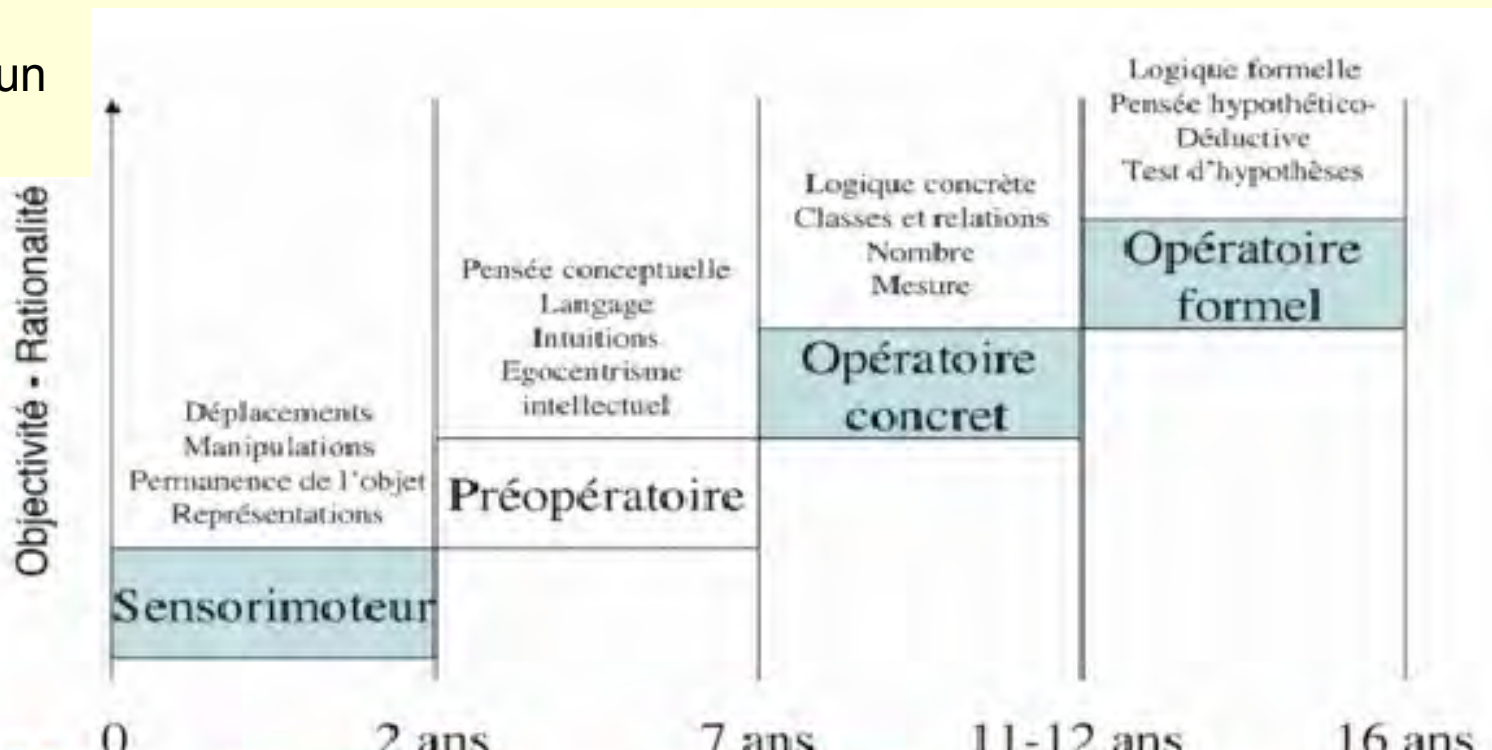 un
Objectivité - Rationalité
Déplacements
Manipulations
Permanence de l'objet
Représentations
Sensorimoteur
Pensée conceptuelle
Langage
Intuitions
Egocentrisme
intellectuel
Préopératoire
Logique concrète
Classes et relations
Nombre
Mesure
Opératoire
concret
Logique formelle
Pensée hypothético-
Déductive
Test d'hypothèses
Opératoire
formel
0 2 ans 7 ans 11-12 ans 16 ans